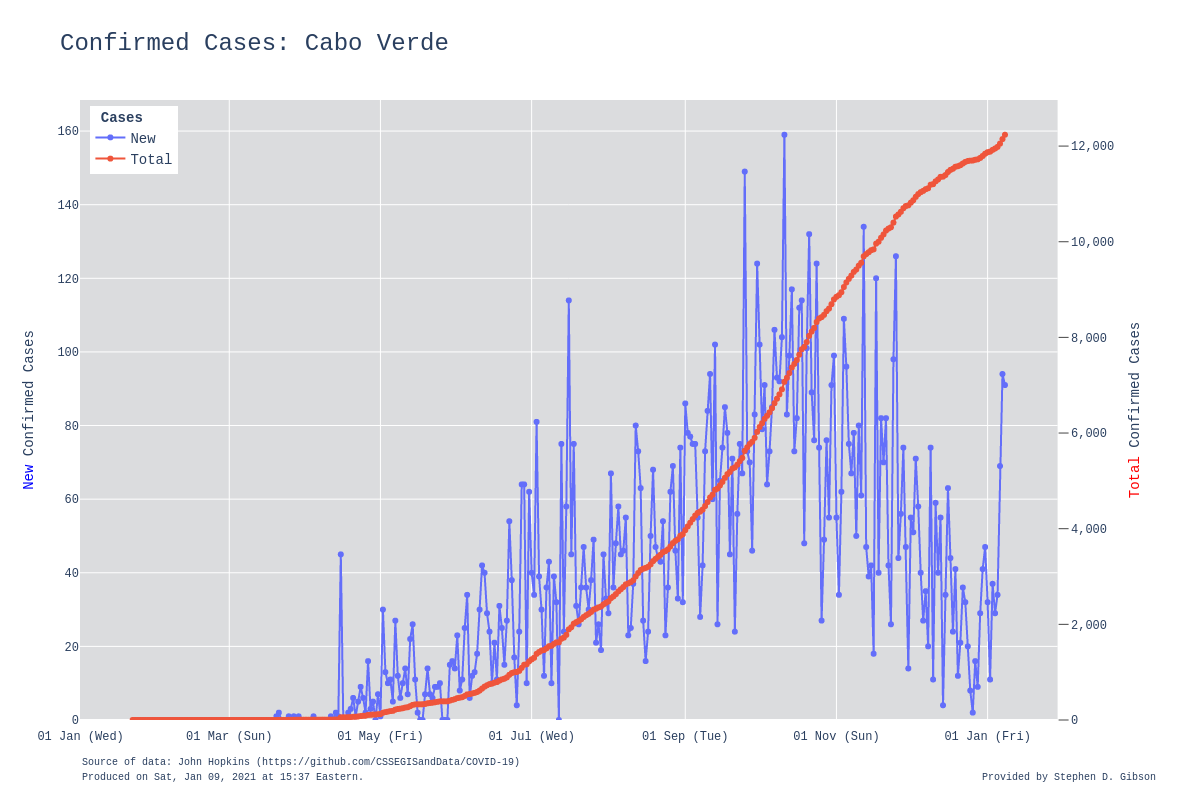 Confirmed Cases: Cabo Verde
Cases
New
Total
160
140
120
100
80
60
40
20
0
New Confirmed Cases
12,000
10,000
8,000
6,000
4,000
2,000
0
Total Confirmed Cases
01 Jan (Wed) 01 Mar (Sun) 01 May (Fri) 01 Jul (Wed) 01 Sep (Tue) 01 Nov (Sun) 01 Jan (Fri)
Source of data: John Hopkins (https://github.com/CSSEGISandData/COVID-19)
Produced on Sat, Jan 09, 2021 at 15:37 Eastern.
Provided by Stephen D. Gibson